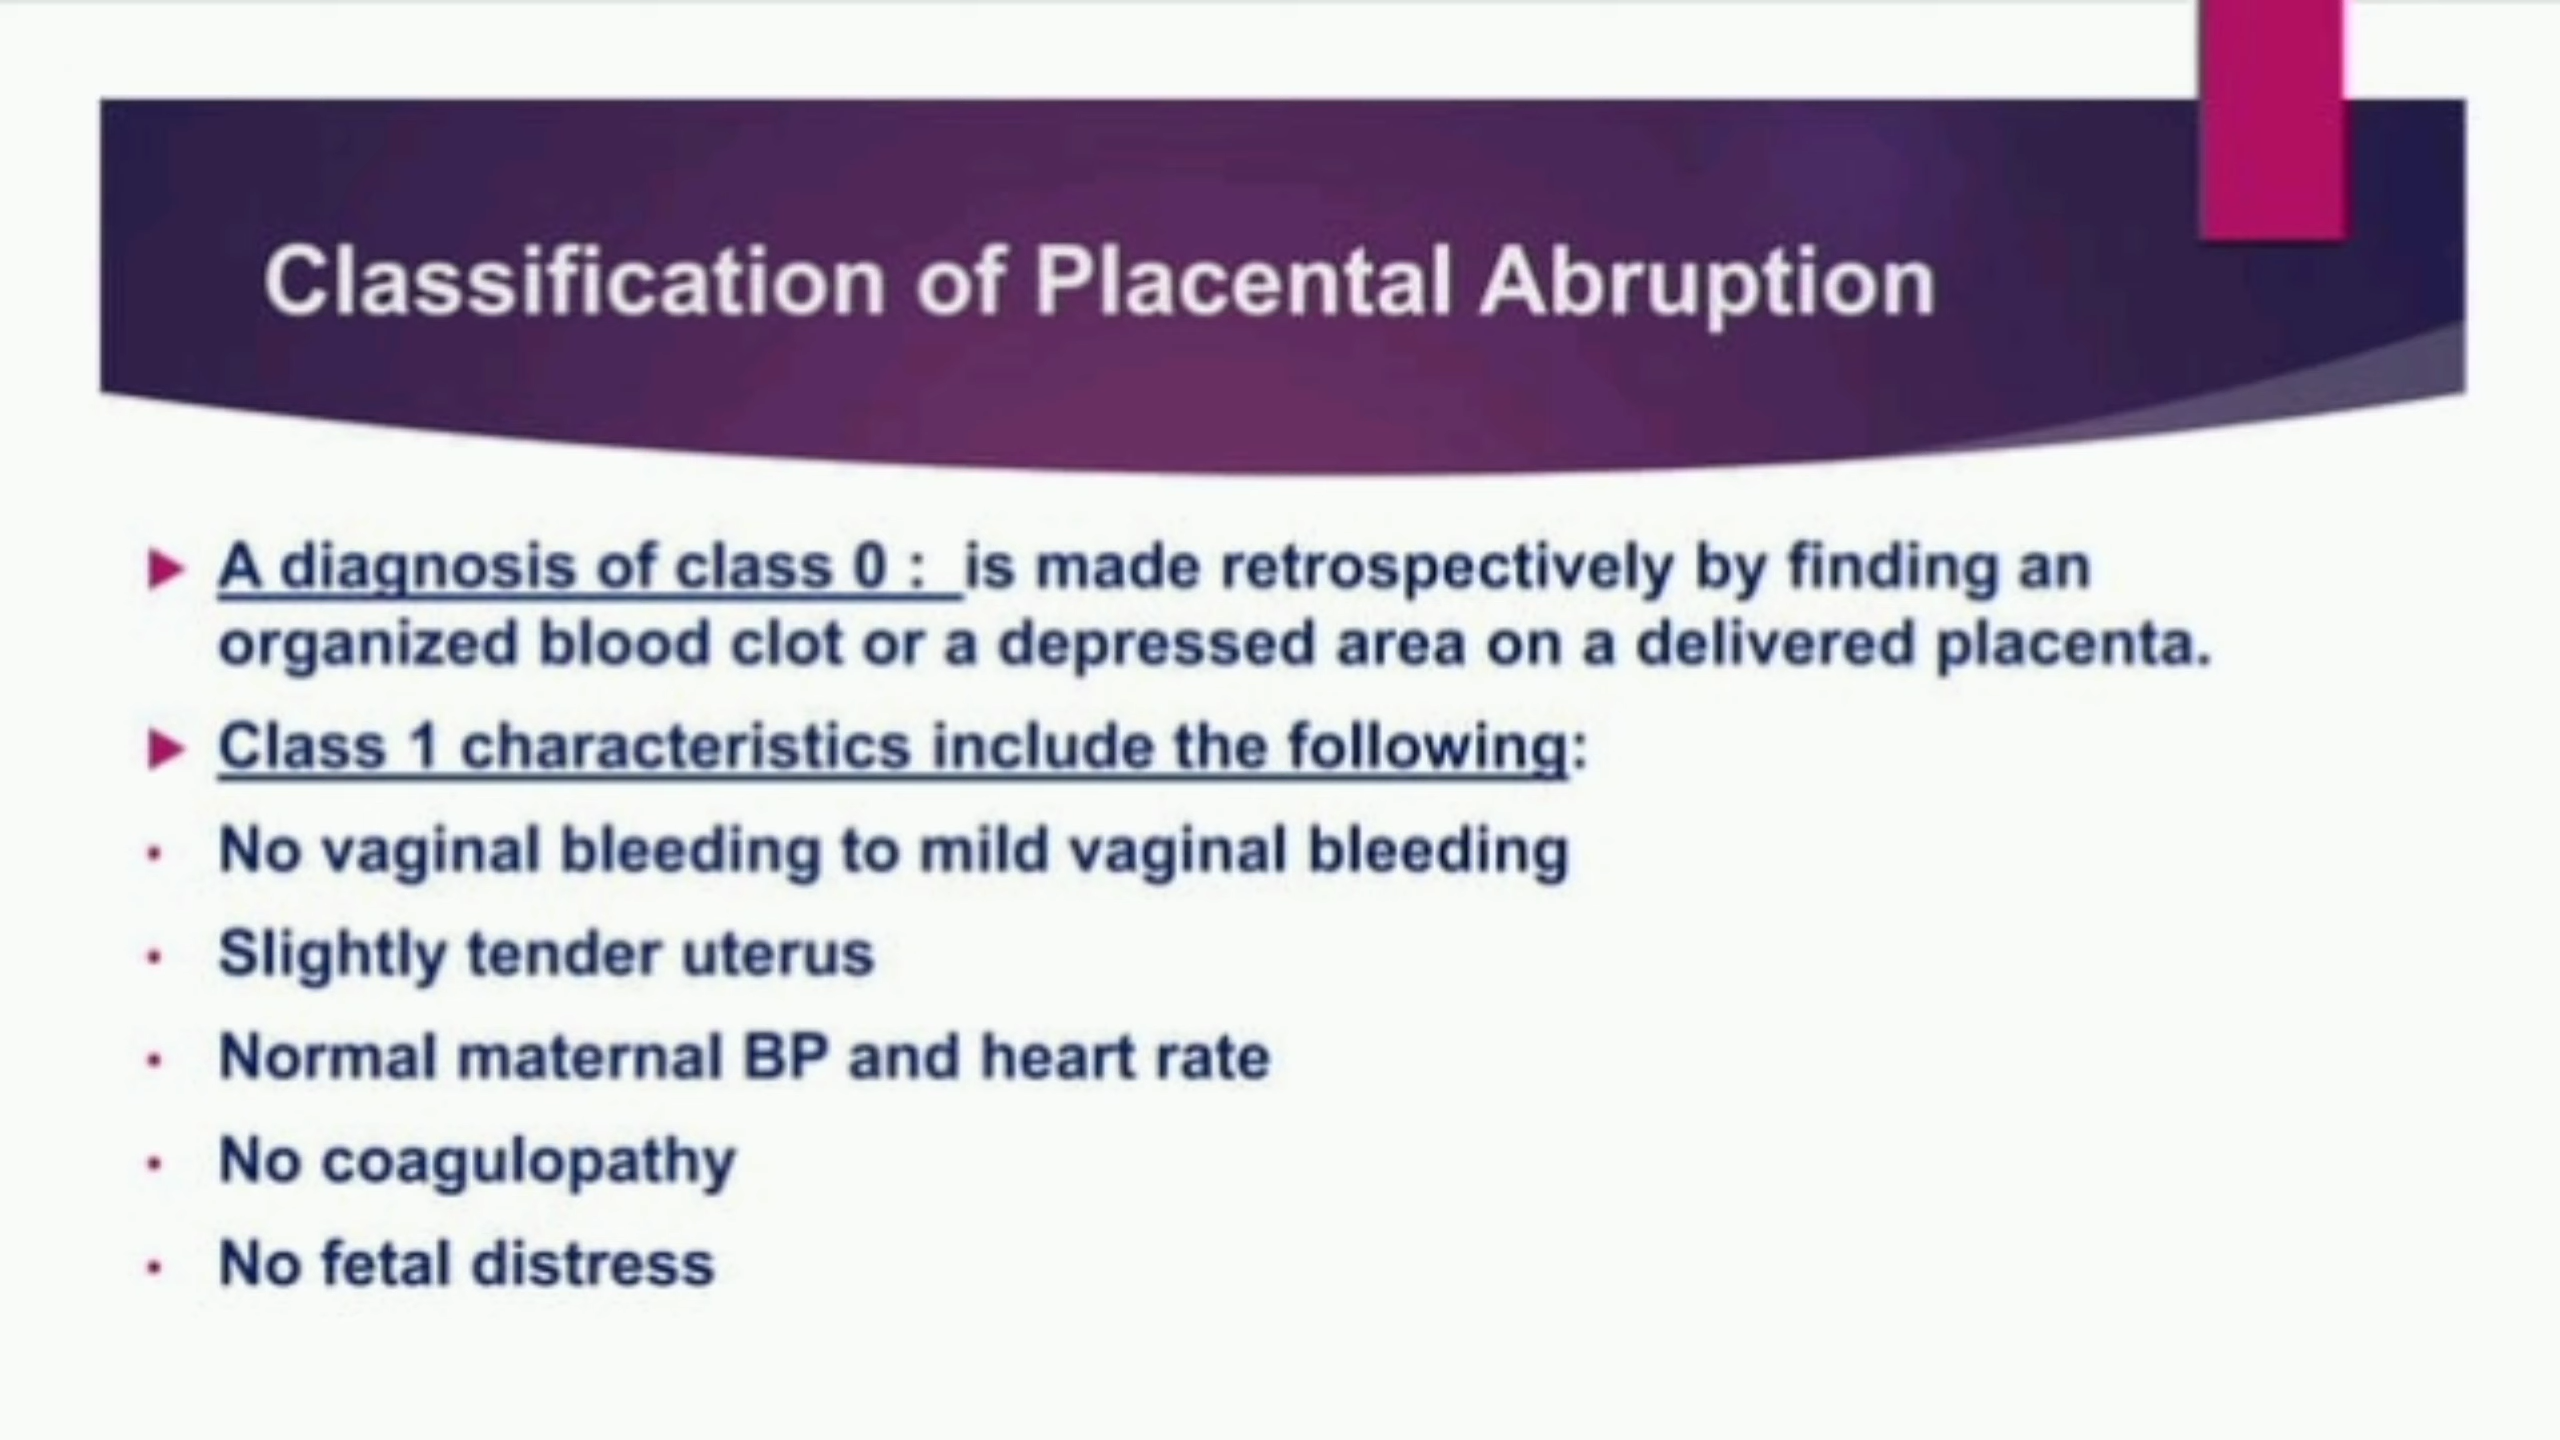 Classification of Placental Abruption
A diagnosis of class 0 : is made retrospectively by finding an
organized blood clot or a depressed area on a delivered placenta.
Class 1 characteristics include the following:
No vaginal bleeding to mild vaginal bleeding
Slightly tender uterus
Normal maternal BP and heart rate
No coagulopathy
No fetal distress